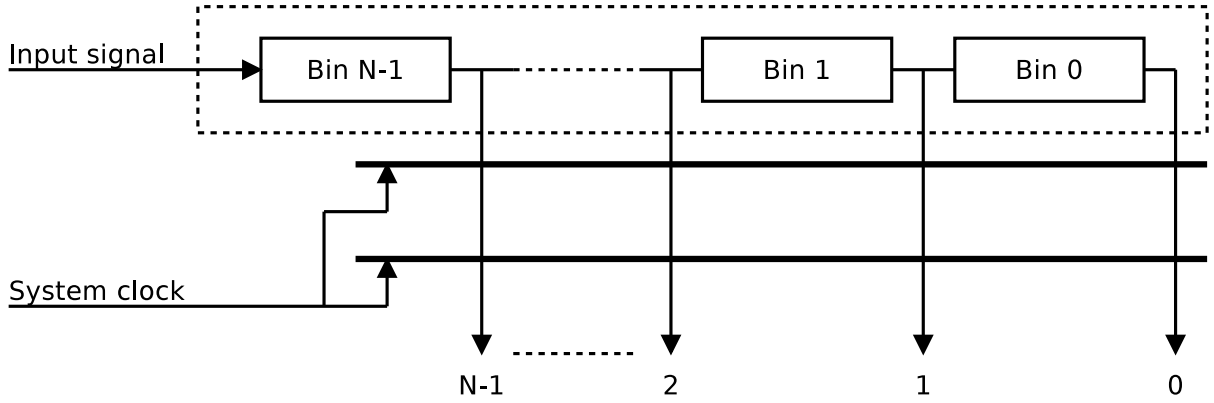 Input signal
Bin N-1
Bin 1
Bin 0
System clock
N-1
2
1
0